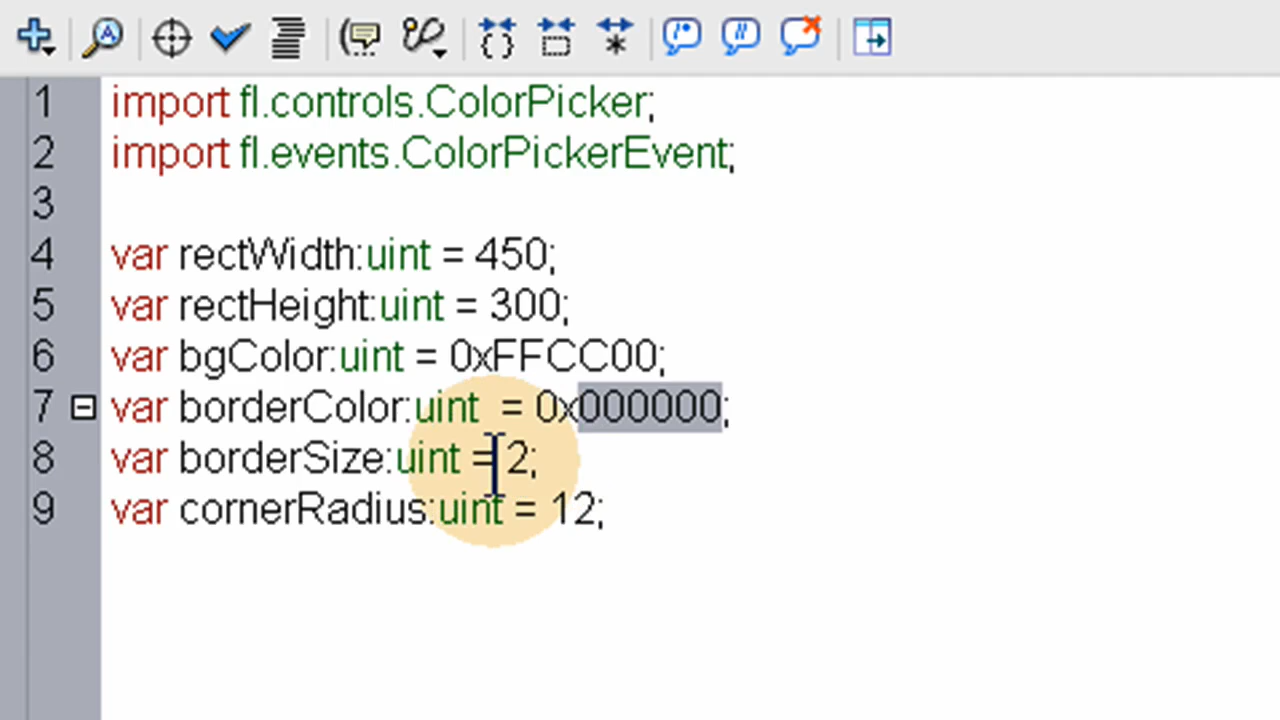 1 import fl.controls.ColorPicker;
2 import fl.events.ColorPickerEvent;
3
4 var rectWidth:uint = 450;
5 var rectHeight:uint = 300;
6 var bgColor:uint = 0xFFCC00;
7 var borderColor:uint  = 0x000000;
8 var borderSize:uint = 2;
9 var cornerRadius:uint = 12;